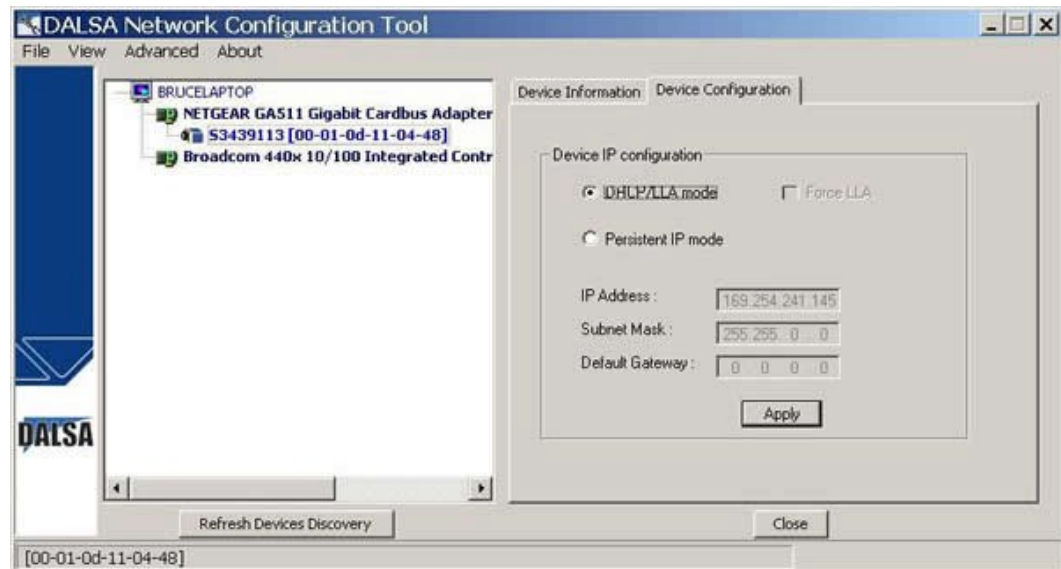 DALSA Network Configuration Tool
File View Advanced About
BRUCELAPTOP
NETGEAR GA511 Gigabit Cardbus Adapter
S3439113 [00-01-0d-11-04-48]
Broadcom 440x 10/100 Integrated Contr
DALSA
Refresh Devices Discovery
Device Information Device Configuration
Device IP configuration
DHCP/LLA mode Force LLA
Persistent IP mode
IP Address : 169.254.241.145
Subnet Mask : 255.255. 0 . 0
Default Gateway : 0 . 0 . 0 . 0
Apply
Close
[00-01-0d-11-04-48]